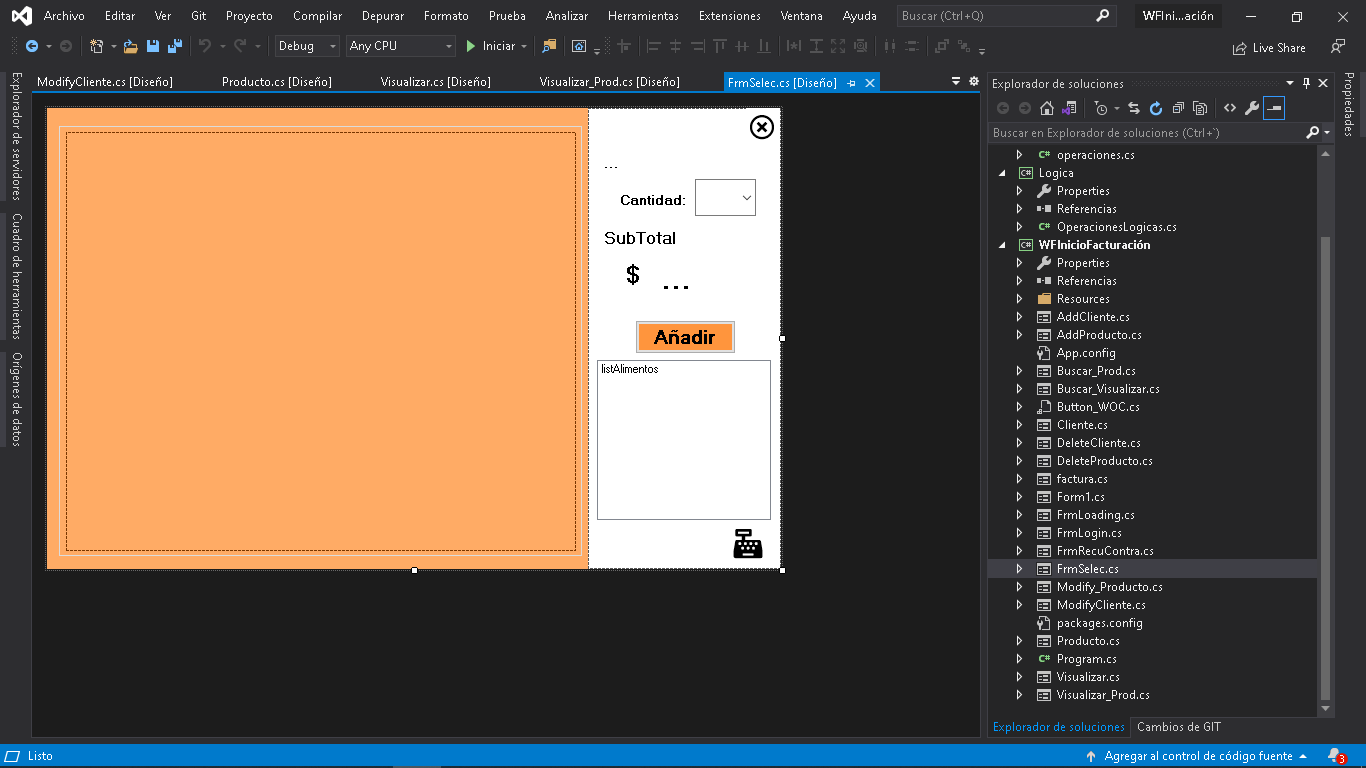 Archivo Editar Ver Git Proyecto Compilar Depurar Formato Prueba Analizar Herramientas Extensiones Ventana Ayuda Buscar (Ctrl+Q) WFIni...ación
Debug Any CPU Iniciar Live Share
ModifyCliente.cs [Diseño] Producto.cs [Diseño] Visualizar.cs [Diseño] Visualizar_Prod.cs [Diseño] FrmSelec.cs [Diseño]
Explorador de servidores
Cuadro de herramientas
Orígenes de datos
...
Cantidad:
SubTotal
$ ...
Añadir
listAlimentos
Explorador de soluciones
Buscar en Explorador de soluciones (Ctrl+`)
operaciones.cs
Logica
Properties
Referencias
OperacionesLogicas.cs
WFInicioFacturación
Properties
Referencias
Resources
AddCliente.cs
AddProducto.cs
App.config
Buscar_Prod.cs
Buscar_Visualizar.cs
Button_WOC.cs
Cliente.cs
DeleteCliente.cs
DeleteProducto.cs
factura.cs
Form1.cs
FrmLoading.cs
FrmLogin.cs
FrmRecuContra.cs
FrmSelec.cs
Modify_Producto.cs
ModifyCliente.cs
packages.config
Producto.cs
Program.cs
Visualizar.cs
Visualizar_Prod.cs
Explorador de soluciones Cambios de GIT
Propiedades
Listo Agregar al control de código fuente 3